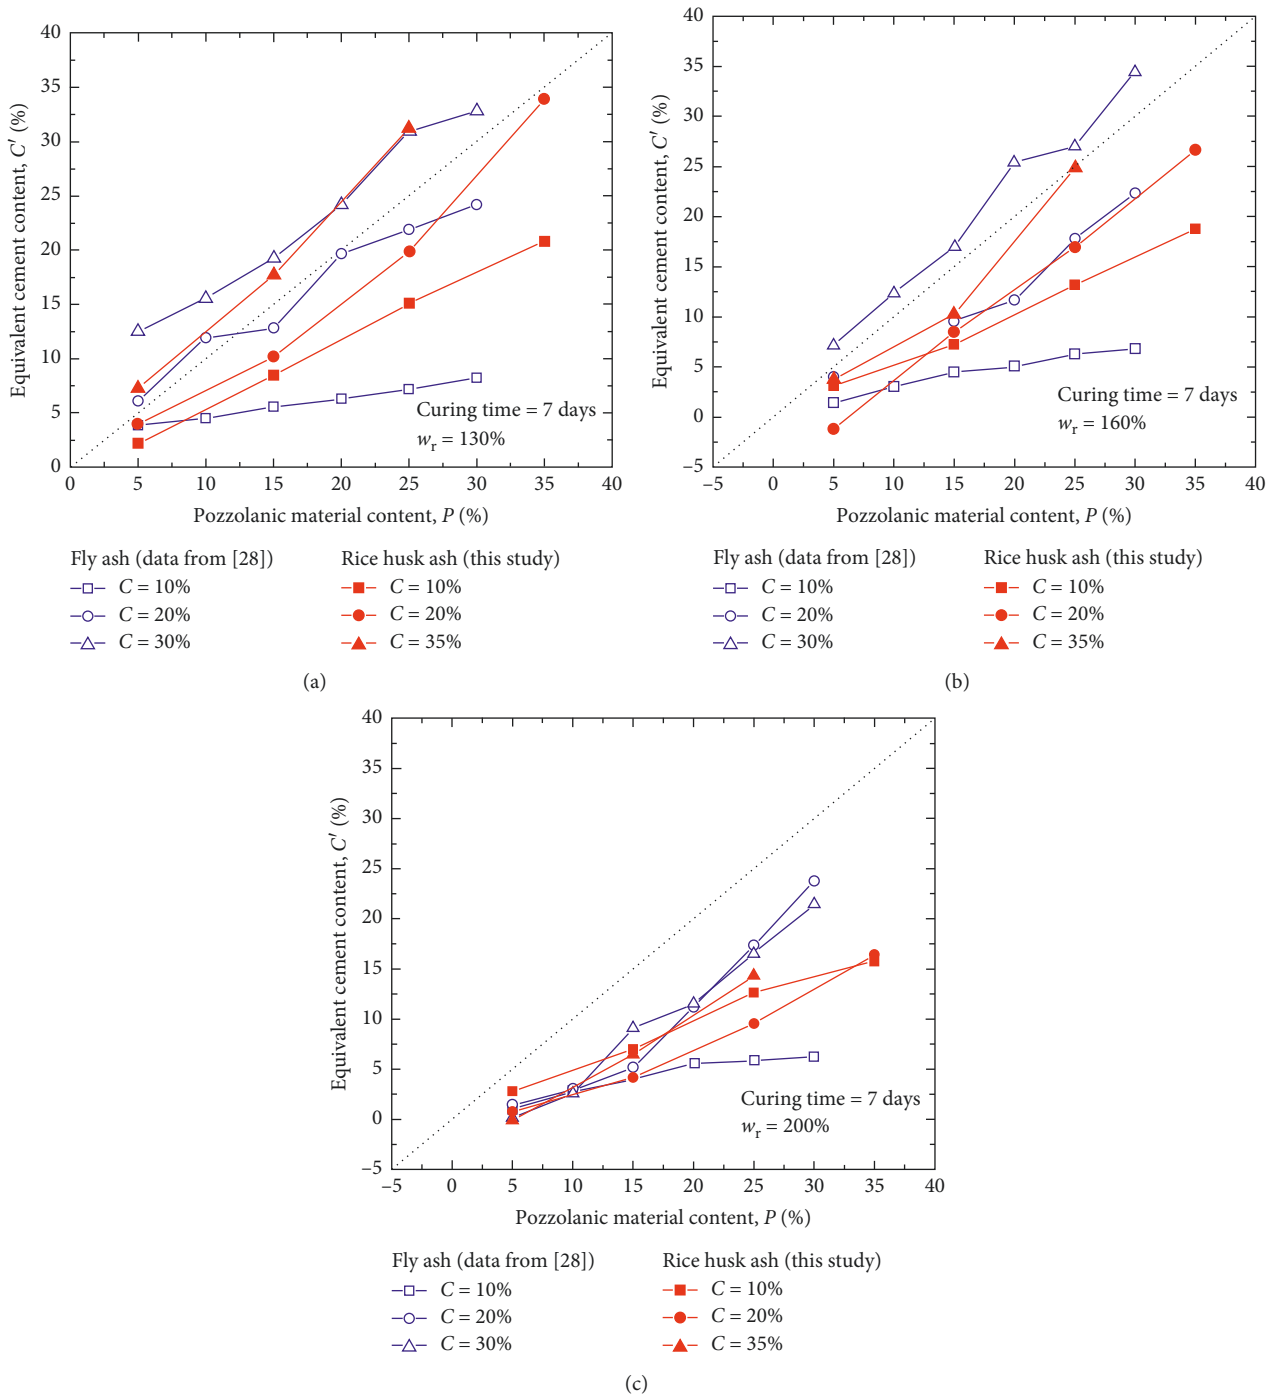 40
35
30
25
20
15
10
5
0
Equivalent cement content, C′ (%)
Curing time = 7 days
wr = 130%
0 5 10 15 20 25 30 35 40
Pozzolanic material content, P (%)
Fly ash (data from [28])
C = 10%
C = 20%
C = 30%
Rice husk ash (this study)
C = 10%
C = 20%
C = 35%
(a)
40
35
30
25
20
15
10
5
0
−5
Equivalent cement content, C′ (%)
Curing time = 7 days
wr = 160%
−5 0 5 10 15 20 25 30 35 40
Pozzolanic material content, P (%)
Fly ash (data from [28])
C = 10%
C = 20%
C = 30%
Rice husk ash (this study)
C = 10%
C = 20%
C = 35%
(b)
40
35
30
25
20
15
10
5
0
−5
Equivalent cement content, C′ (%)
Curing time = 7 days
wr = 200%
−5 0 5 10 15 20 25 30 35 40
Pozzolanic material content, P (%)
Fly ash (data from [28])
C = 10%
C = 20%
C = 30%
Rice husk ash (this study)
C = 10%
C = 20%
C = 35%
(c)